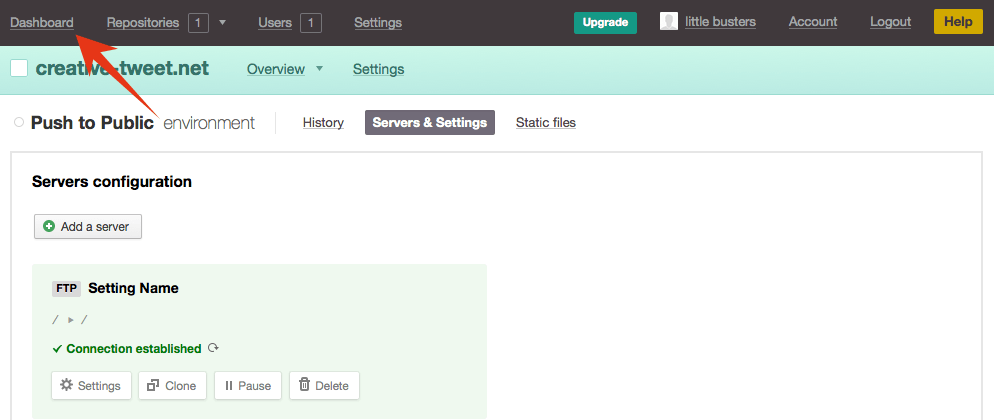 Dashboard Repositories 1 Users 1 Settings Upgrade little busters Account Logout Help
creative-tweet.net Overview Settings
Push to Public environment History Servers & Settings Static files
Servers configuration
Add a server
FTP Setting Name
/ ▸ /
Connection established
Settings Clone Pause Delete